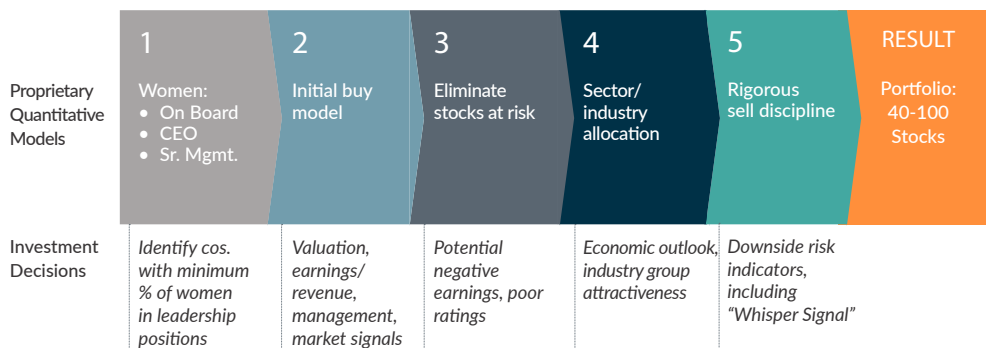 Proprietary
Quantitative
Models
1
Women:
• On Board
• CEO
• Sr. Mgmt.
2
Initial buy
model
3
Eliminate
stocks at risk
4
Sector/
industry
allocation
5
Rigorous
sell discipline
RESULT
Portfolio:
40-100
Stocks
Investment
Decisions
Identify cos.
with minimum
% of women
in leadership
positions
Valuation,
earnings/
revenue,
management,
market signals
Potential
negative
earnings, poor
ratings
Economic outlook,
industry group
attractiveness
Downside risk
indicators,
including
“Whisper Signal”